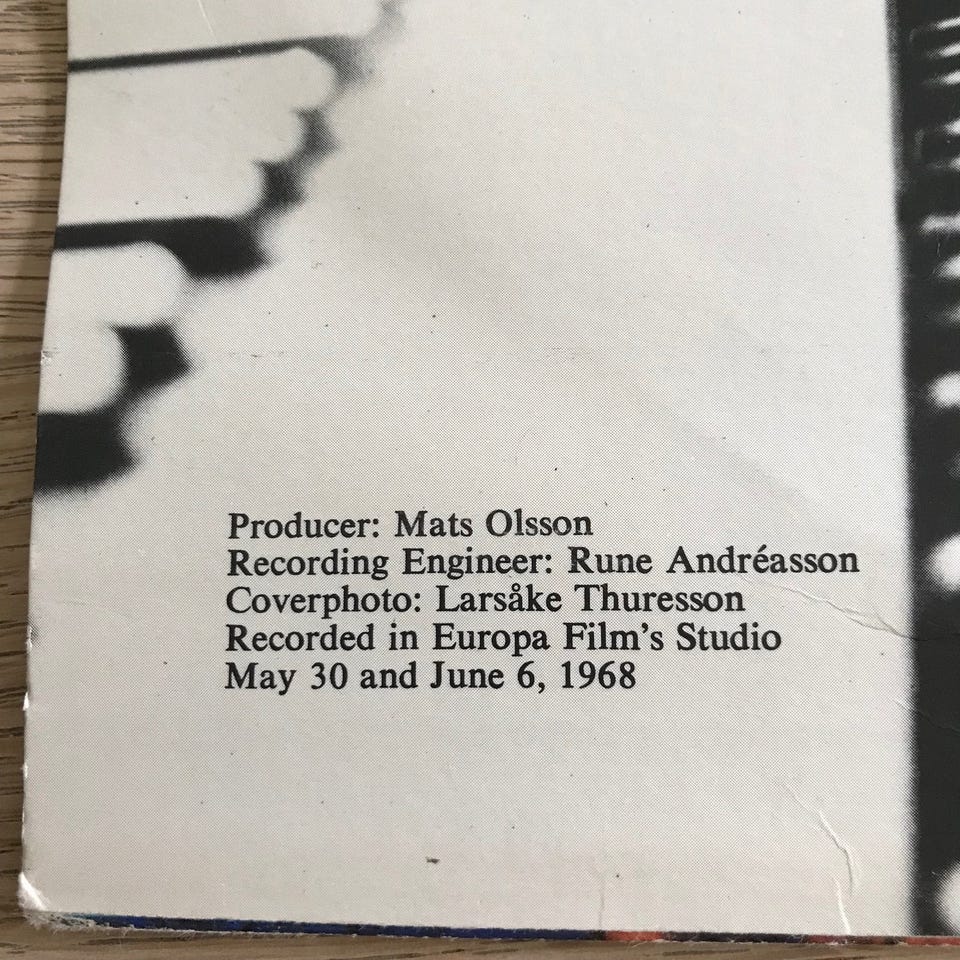 Producer: Mats Olsson
Recording Engineer: Rune Andréasson
Coverphoto: Larsåke Thuresson
Recorded in Europa Film's Studio
May 30 and June 6, 1968